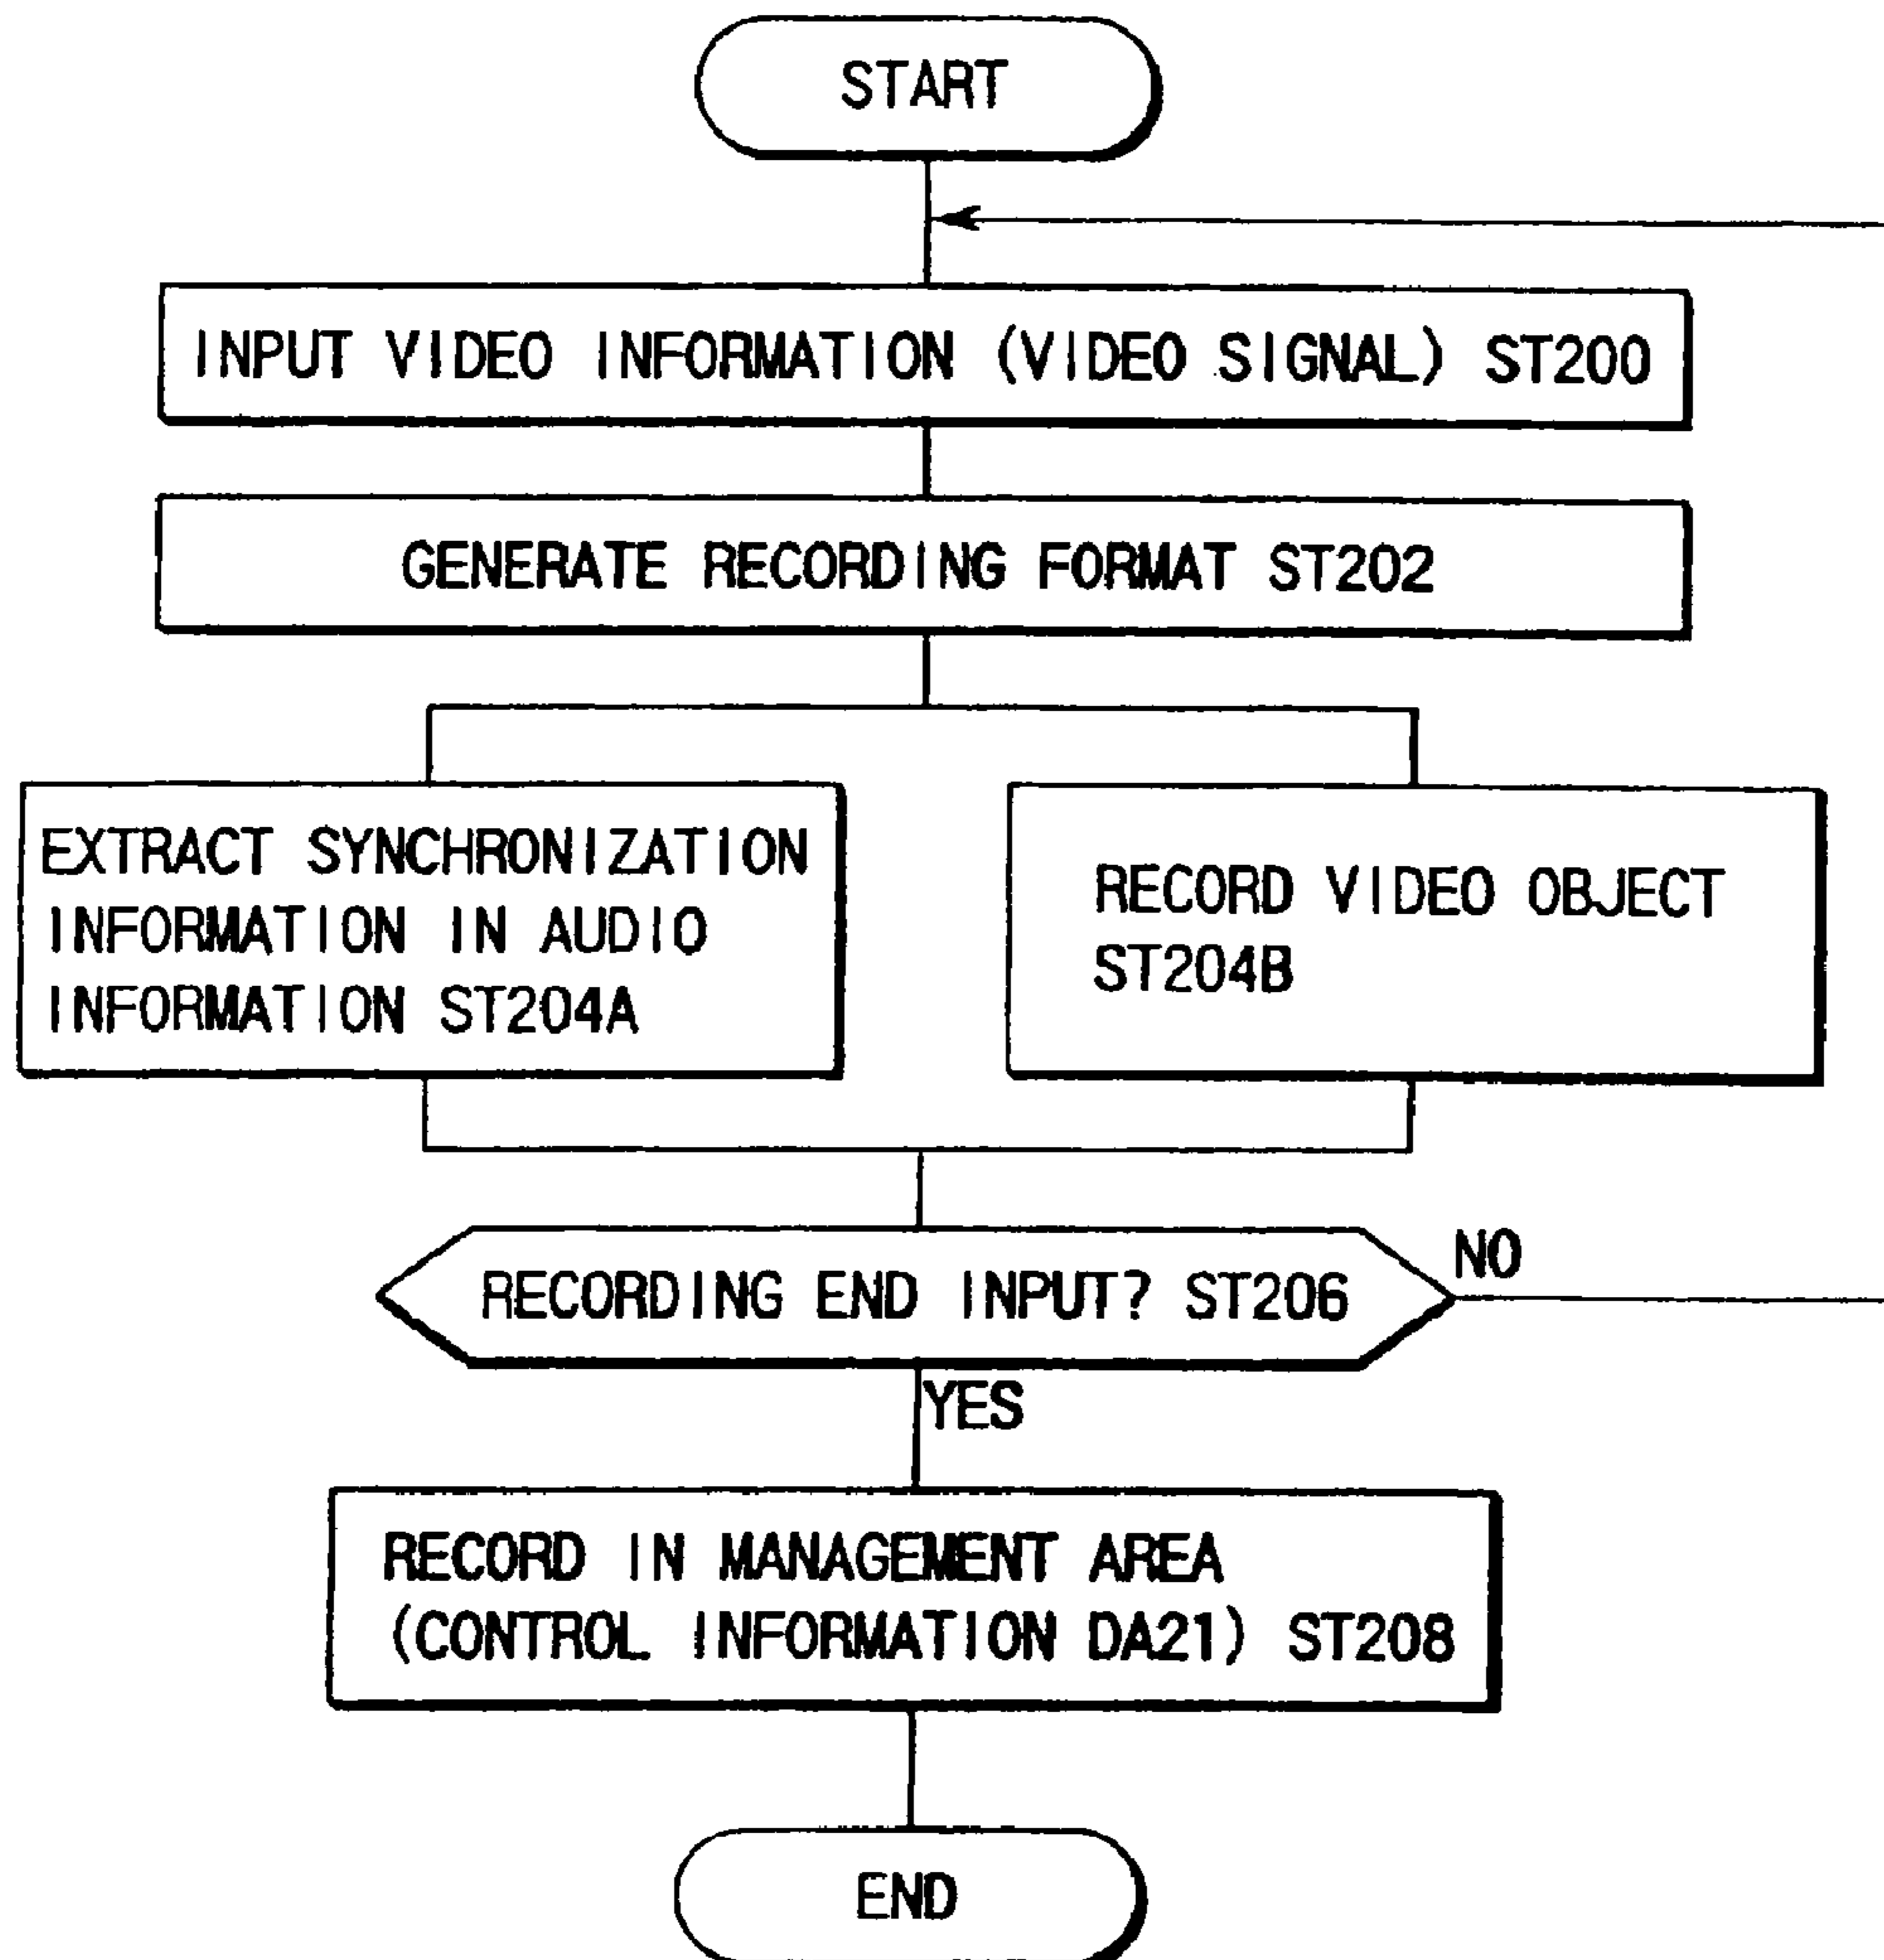 START
INPUT VIDEO INFORMATION (VIDEO SIGNAL) ST200
GENERATE RECORDING FORMAT ST202
EXTRACT SYNCHRONIZATION
INFORMATION IN AUDIO
INFORMATION ST204A
RECORD VIDEO OBJECT
ST204B
RECORDING END INPUT? ST206
NO
YES
RECORD IN MANAGEMENT AREA
(CONTROL INFORMATION DA21) ST208
END